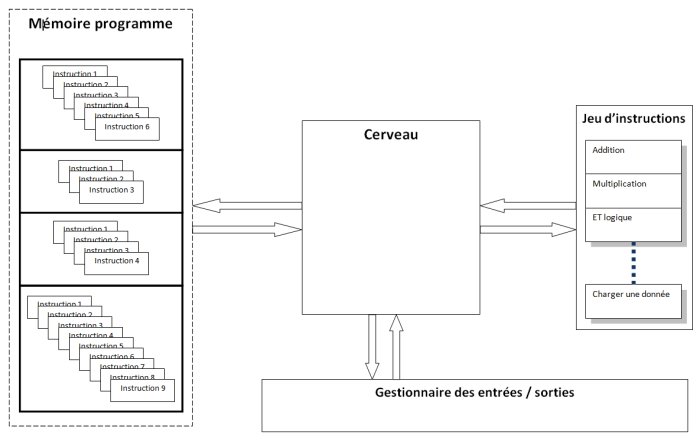 Mémoire programme
Instruction 1
Instruction 2
Instruction 3
Instruction 4
Instruction 5
Instruction 6
Instruction 1
Instruction 2
Instruction 3
Instruction 1
Instruction 2
Instruction 3
Instruction 4
Instruction 1
Instruction 2
Instruction 3
Instruction 4
Instruction 5
Instruction 6
Instruction 7
Instruction 8
Instruction 9
Cerveau
Jeu d’instructions
Addition
Multiplication
ET logique
Charger une donnée
Gestionnaire des entrées / sorties